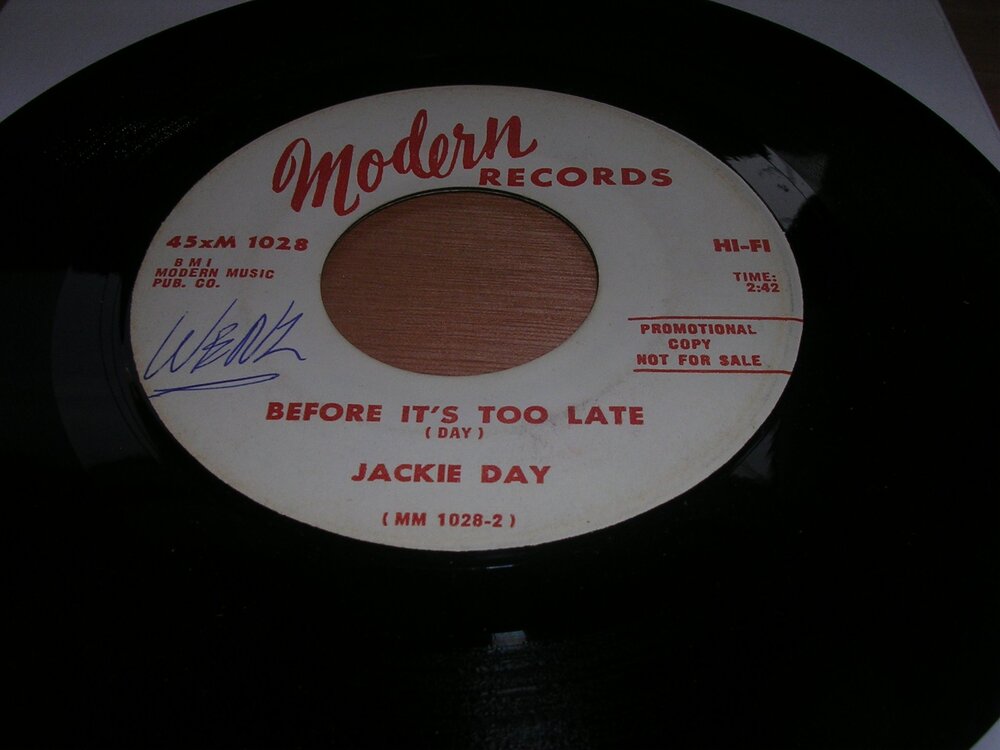 Modern
RECORDS
45xM 1028
BMI
MODERN MUSIC
PUB. CO.
HI-FI
TIME:
2:42
PROMOTIONAL
COPY
NOT FOR SALE
BEFORE IT'S TOO LATE
(DAY)
JACKIE DAY
(MM 1028-2)